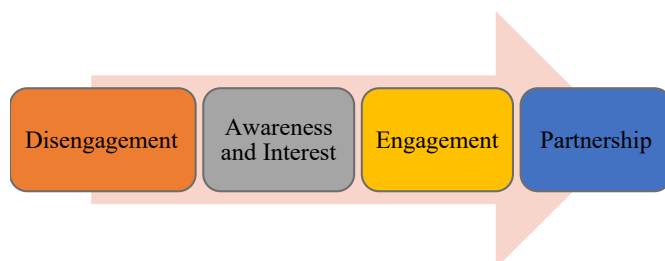 Disengagement
Awareness
and Interest
Engagement
Partnership